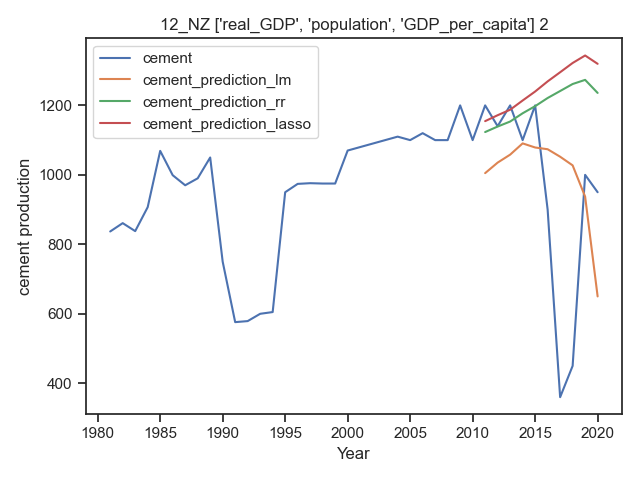 12_NZ ['real_GDP', 'population', 'GDP_per_capita'] 2
cement
cement_prediction_lm
cement_prediction_rr
cement_prediction_lasso
cement production
1200
1000
800
600
400
1980 1985 1990 1995 2000 2005 2010 2015 2020
Year